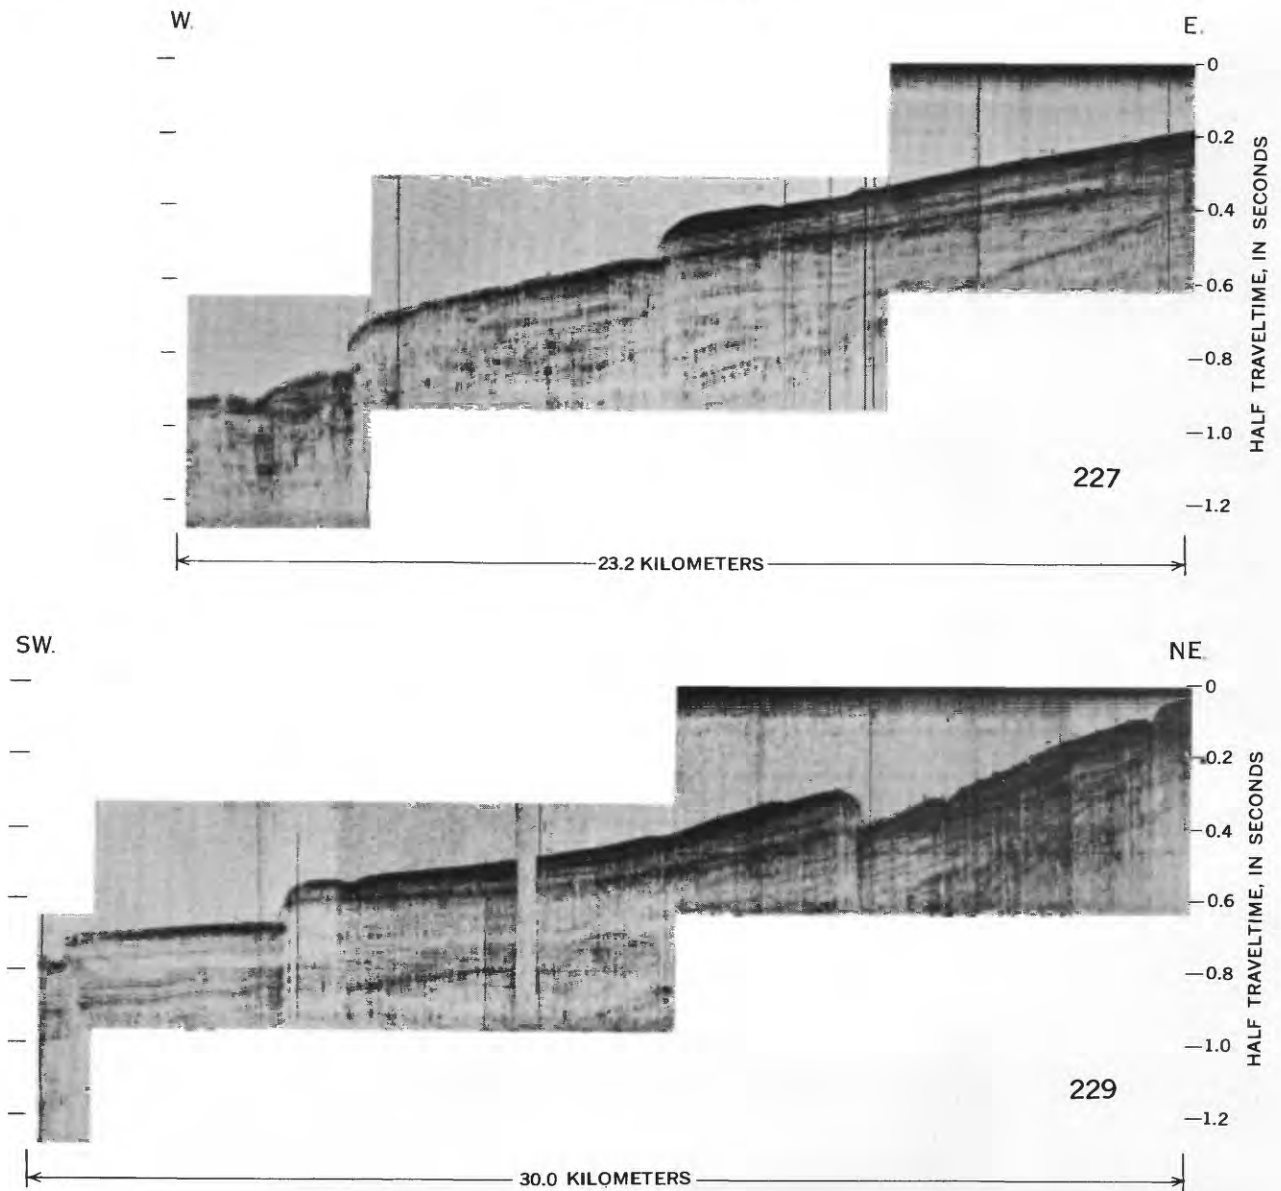 W. E.
0
0.2
0.4
0.6
0.8
1.0
1.2
HALF TRAVELTIME, IN SECONDS
227
23.2 KILOMETERS
SW. NE.
0
0.2
0.4
0.6
0.8
1.0
1.2
HALF TRAVELTIME, IN SECONDS
229
30.0 KILOMETERS